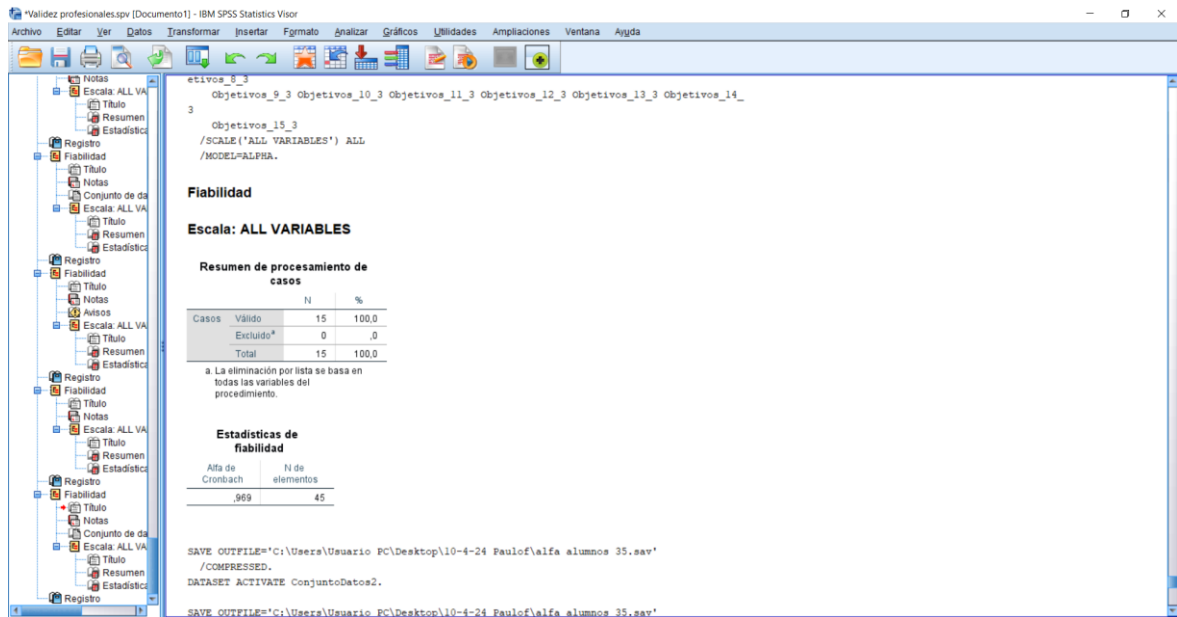 *Validez profesionales.spv [Documento1] - IBM SPSS Statistics Visor
Archivo Editar Ver Datos Transformar Insertar Formato Analizar Gráficos Utilidades Ampliaciones Ventana Ayuda
Notas
Escala: ALL VA
Título
Resumen
Estadística
Registro
Fiabilidad
Título
Notas
Conjunto de da
Escala: ALL VA
Título
Resumen
Estadística
Registro
Fiabilidad
Título
Notas
Avisos
Escala: ALL VA
Título
Resumen
Estadística
Registro
Fiabilidad
Título
Notas
Escala: ALL VA
Título
Resumen
Estadística
Registro
Fiabilidad
Título
Notas
Conjunto de da
Escala: ALL VA
Título
Resumen
Estadística
Registro
etivos_8_3
Objetivos_9_3 Objetivos_10_3 Objetivos_11_3 Objetivos_12_3 Objetivos_13_3 Objetivos_14_
3
Objetivos_15_3
/SCALE('ALL VARIABLES') ALL
/MODEL=ALPHA.
Fiabilidad
Escala: ALL VARIABLES
Resumen de procesamiento de
casos
N %
Casos Válido 15 100,0
Excluido a 0 ,0
Total 15 100,0
a. La eliminación por lista se basa en
todas las variables del
procedimiento.
Estadísticas de
fiabilidad
Alfa de N de
Cronbach elementos
,969 45
SAVE OUTFILE='C:\Users\Usuario PC\Desktop\10-4-24 Paulof\alfa alumnos 35.sav'
/COMPRESSED.
DATASET ACTIVATE ConjuntoDatos2.
SAVE OUTFILE='C:\Users\Usuario PC\Desktop\10-4-24 Paulof\alfa alumnos 35.sav'